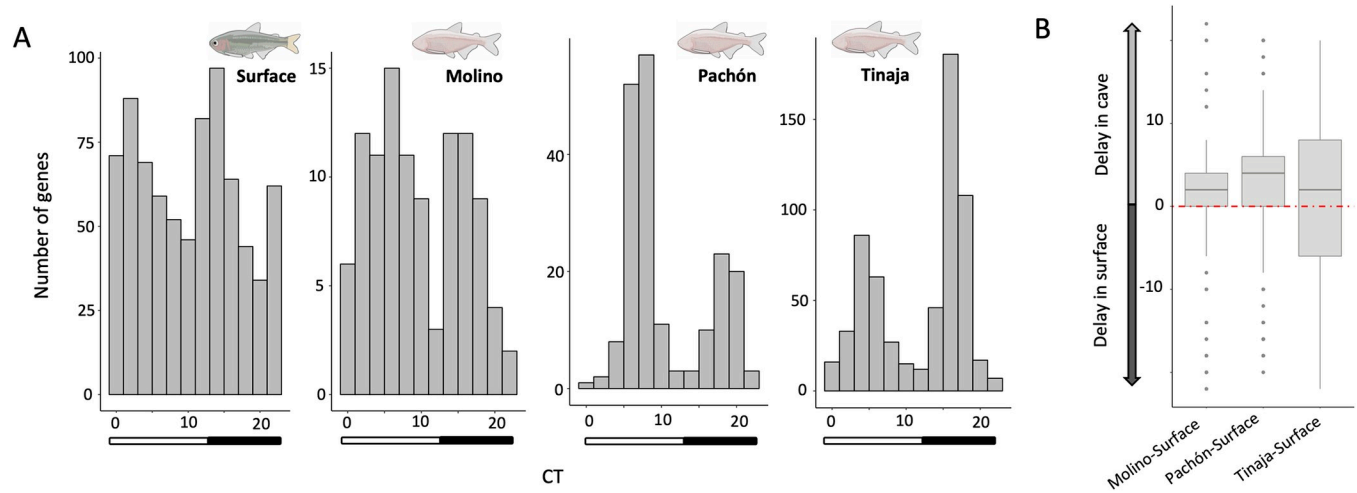 A
Surface
Molino
Pachón
Tinaja
B
Number of genes
100
75
50
25
0
0
10
20
15
10
5
0
0
10
20
40
20
0
0
10
20
150
100
50
0
0
10
20
CT
Delay in cave
Delay in surface
10
0
-10
Molino-Surface
Pachón-Surface
Tinaja-Surface